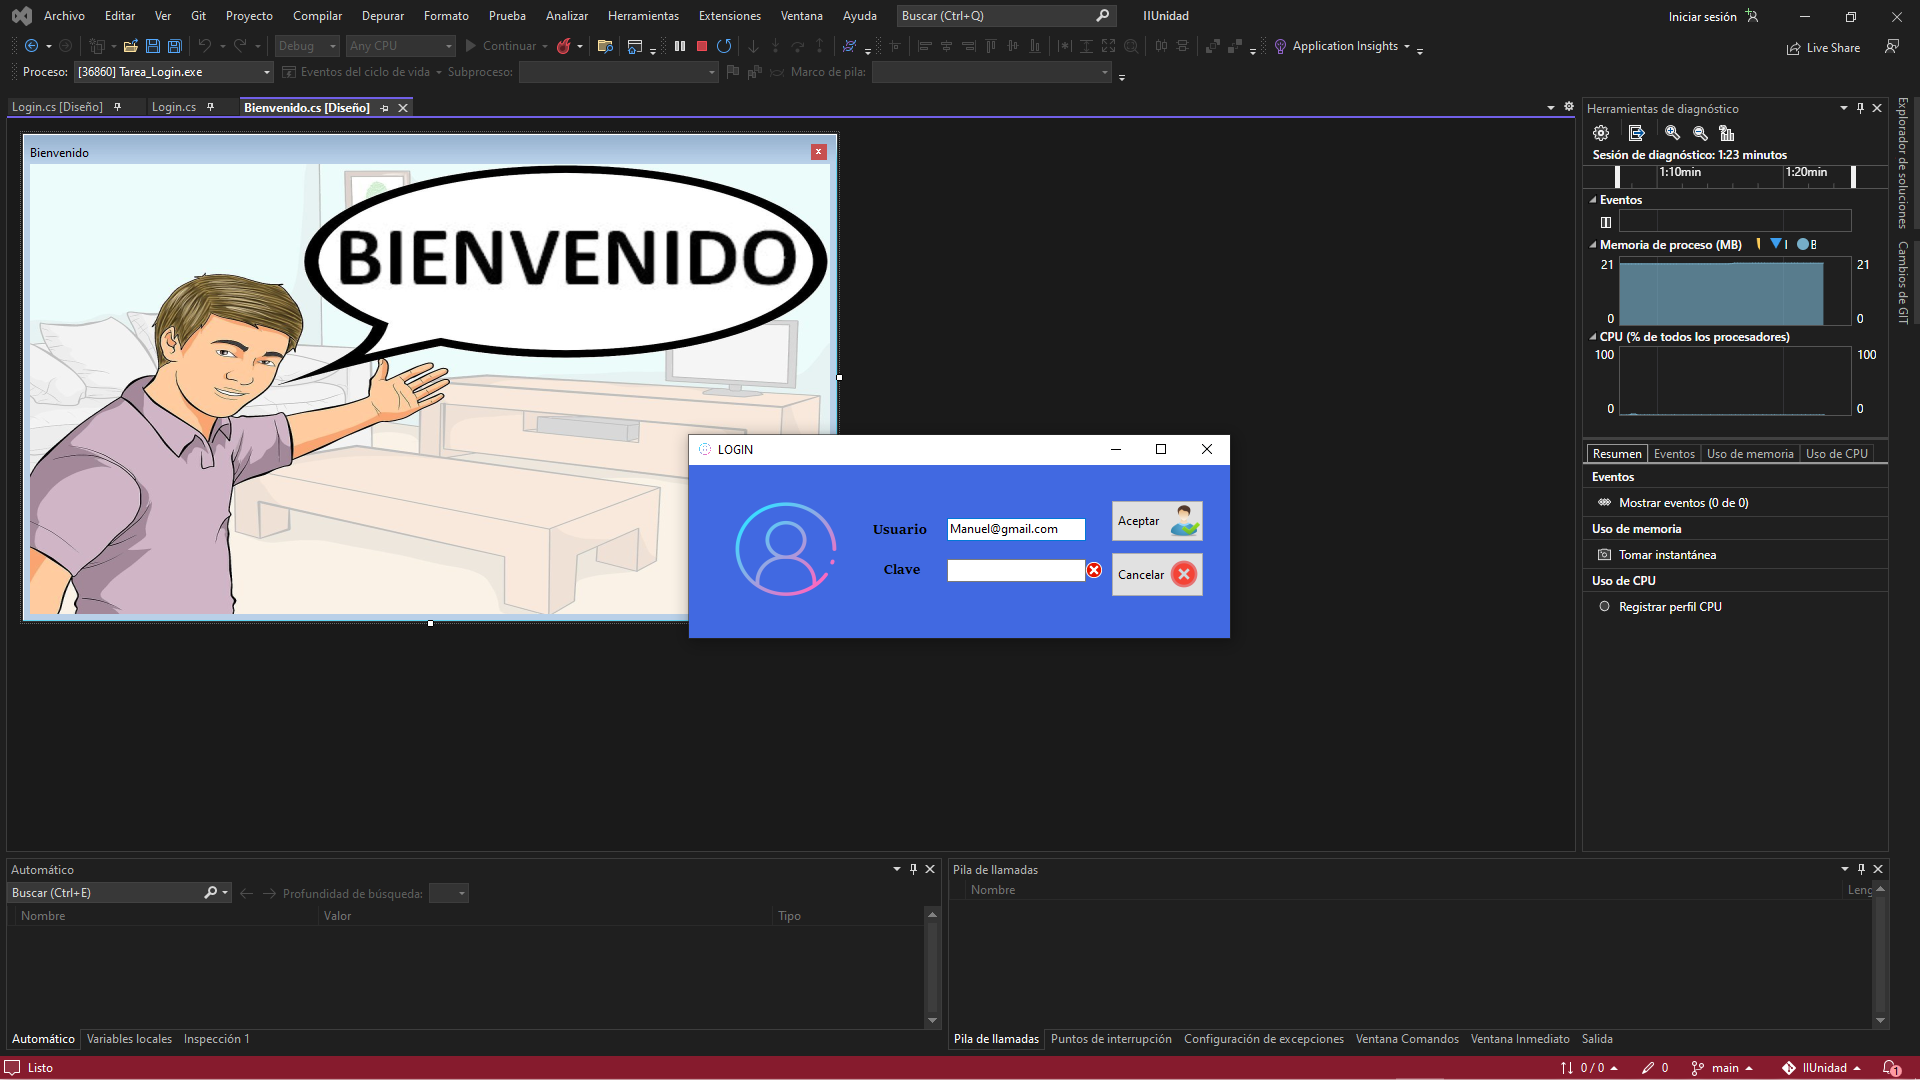 Archivo Editar Ver Git Proyecto Compilar Depurar Formato Prueba Analizar Herramientas Extensiones Ventana Ayuda Buscar (Ctrl+Q) IIUnidad Iniciar sesión
Debug Any CPU Continuar Application Insights Live Share
Proceso: [36860] Tarea_Login.exe Eventos del ciclo de vida Subproceso: Marco de pila:
Login.cs [Diseño] Login.cs Bienvenido.cs [Diseño]
Bienvenido
BIENVENIDO
LOGIN
Usuario Manuel@gmail.com Aceptar
Clave Cancelar
Herramientas de diagnóstico
Sesión de diagnóstico: 1:23 minutos
1:10min 1:20min
Eventos
Memoria de proceso (MB)
21 21
0 0
CPU (% de todos los procesadores)
100 100
0 0
Resumen Eventos Uso de memoria Uso de CPU
Eventos
Mostrar eventos (0 de 0)
Uso de memoria
Tomar instantánea
Uso de CPU
Registrar perfil CPU
Explorador de soluciones
Cambios de GIT
Automático
Buscar (Ctrl+E) Profundidad de búsqueda:
Nombre Valor Tipo
Automático Variables locales Inspección 1
Pila de llamadas
Nombre Leng
Pila de llamadas Puntos de interrupción Configuración de excepciones Ventana Comandos Ventana Inmediato Salida
Listo 0 / 0 0 main IIUnidad 1